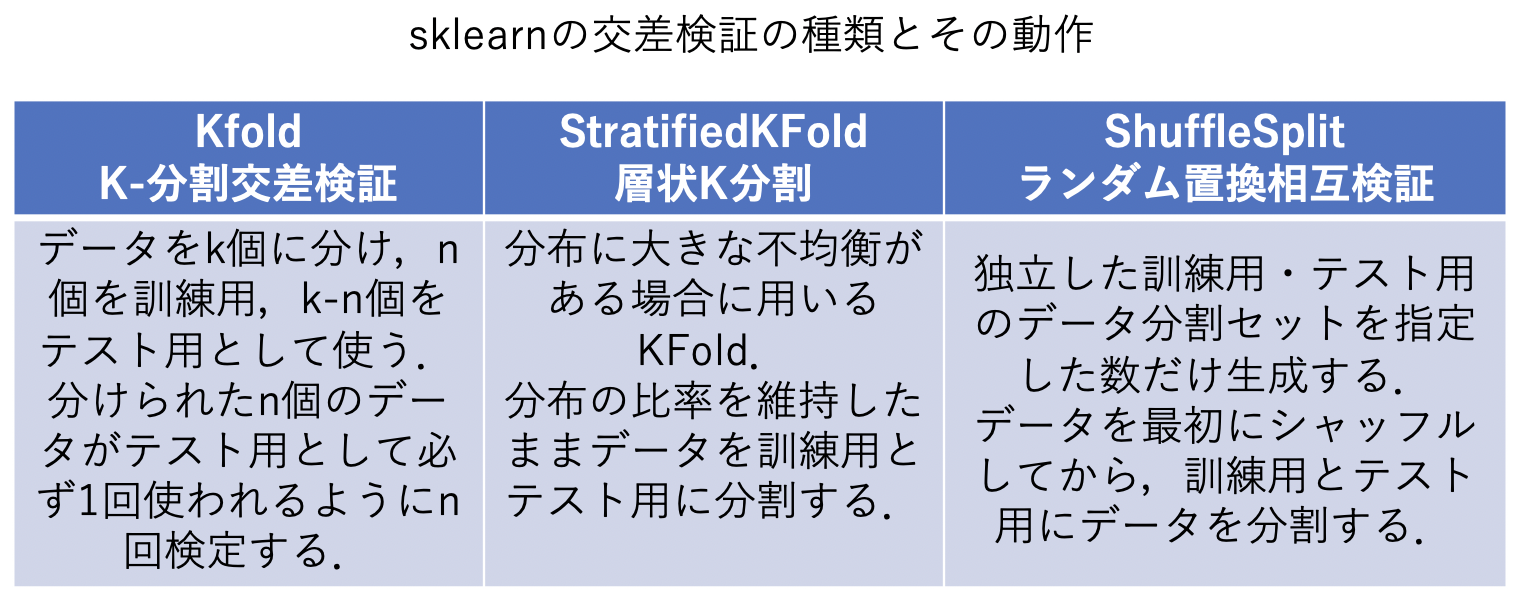 sklearnの交差検証の種類とその動作
Kfold
K-分割交差検証
StratifiedKFold
層状K分割
ShuffleSplit
ランダム置換相互検証
データをk個に分け，n
個を訓練用，k-n個を
テスト用として使う．
分けられたn個のデー
タがテスト用として必
ず1回使われるようにn
回検定する．
分布に大きな不均衡が
ある場合に用いる
KFold．
分布の比率を維持した
ままデータを訓練用と
テスト用に分割する．
独立した訓練用・テスト用
のデータ分割セットを指定
した数だけ生成する．
データを最初にシャッフル
してから，訓練用とテスト
用にデータを分割する．